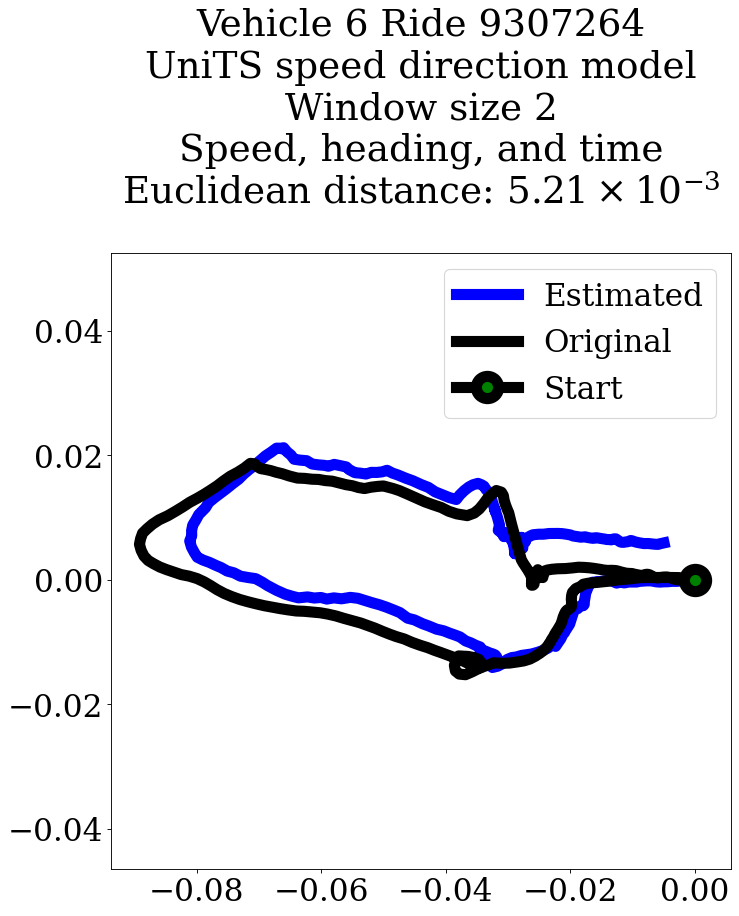 Vehicle 6 Ride 9307264
UniTS speed direction model
Window size 2
Speed, heading, and time
Euclidean distance: 5.21 × 10⁻³
Estimated
Original
Start
0.04
0.02
0.00
−0.02
−0.04
−0.08 −0.06 −0.04 −0.02 0.00